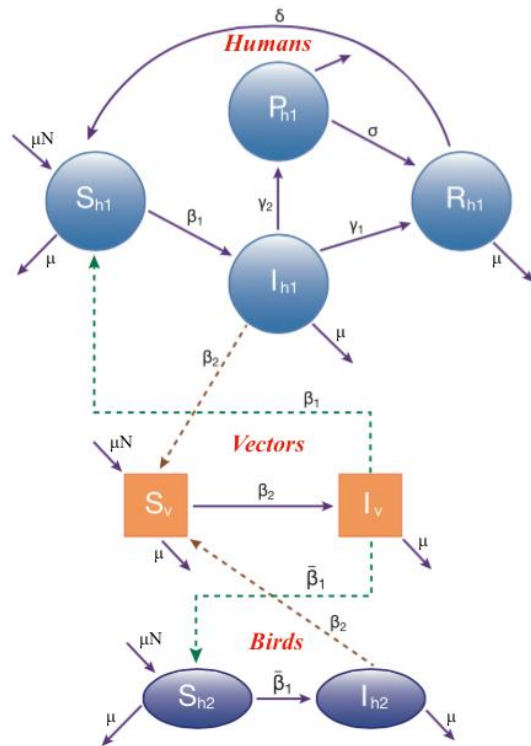 δ
Humans
P_h1
μN
σ
S_h1
R_h1
β₁
γ₂
γ₁
μ
I_h1
μ
μ
β₂
β₁
μN
Vectors
S_v
β₂
I_v
μ
μ
β̄₁
β₂
μN
Birds
S_h2
β̄₁
I_h2
μ
μ